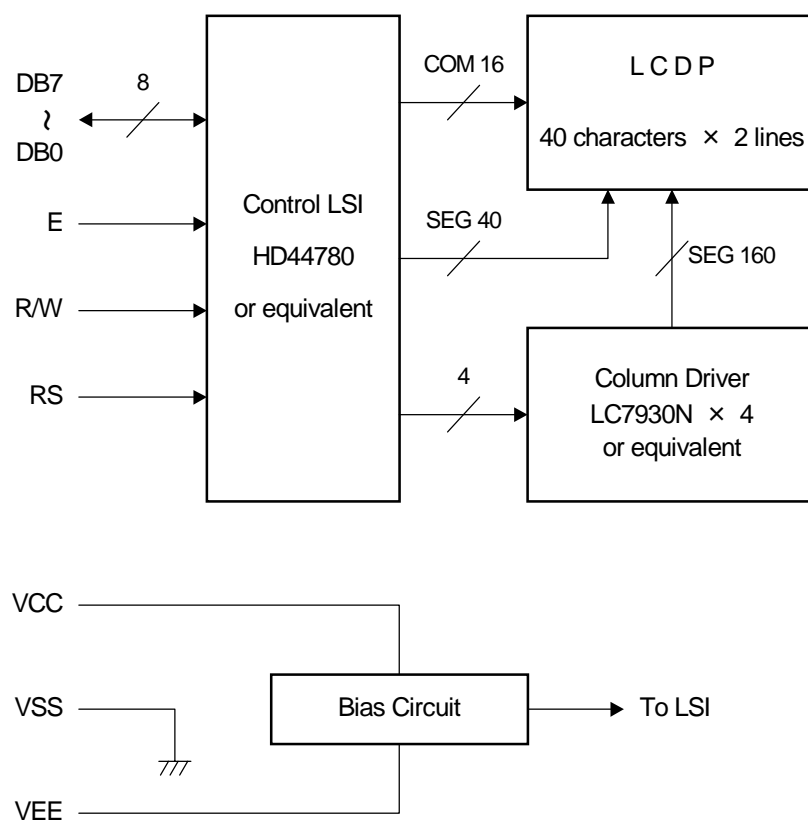 DB7
~
DB0
8
E
R/W
RS
Control LSI
HD44780
or equivalent
COM 16
SEG 40
4
L C D P
40 characters × 2 lines
SEG 160
Column Driver
LC7930N × 4
or equivalent
VCC
VSS
VEE
Bias Circuit
To LSI